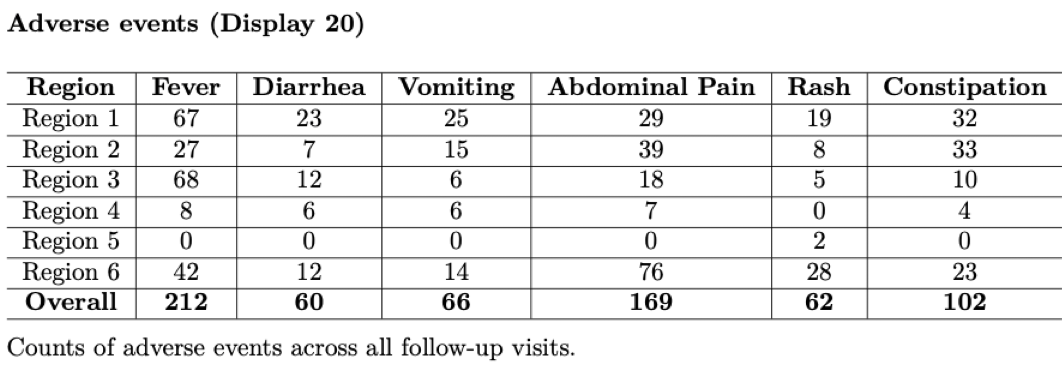 Adverse events (Display 20)
Region Fever Diarrhea Vomiting Abdominal Pain Rash Constipation
Region 1 67 23 25 29 19 32
Region 2 27 7 15 39 8 33
Region 3 68 12 6 18 5 10
Region 4 8 6 6 7 0 4
Region 5 0 0 0 0 2 0
Region 6 42 12 14 76 28 23
Overall 212 60 66 169 62 102
Counts of adverse events across all follow-up visits.